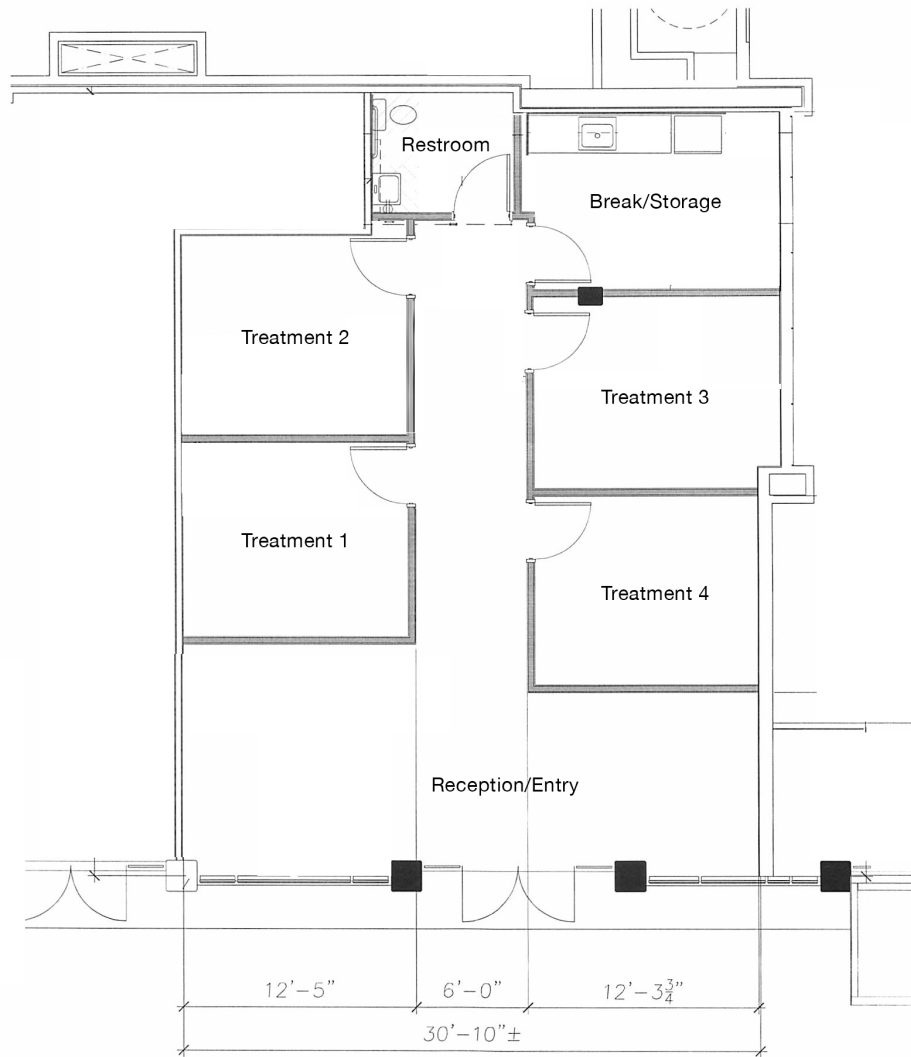 Restroom
Break/Storage
Treatment 2
Treatment 3
Treatment 1
Treatment 4
Reception/Entry
12'-5" 6'-0" 12'-3¾"
30'-10"±